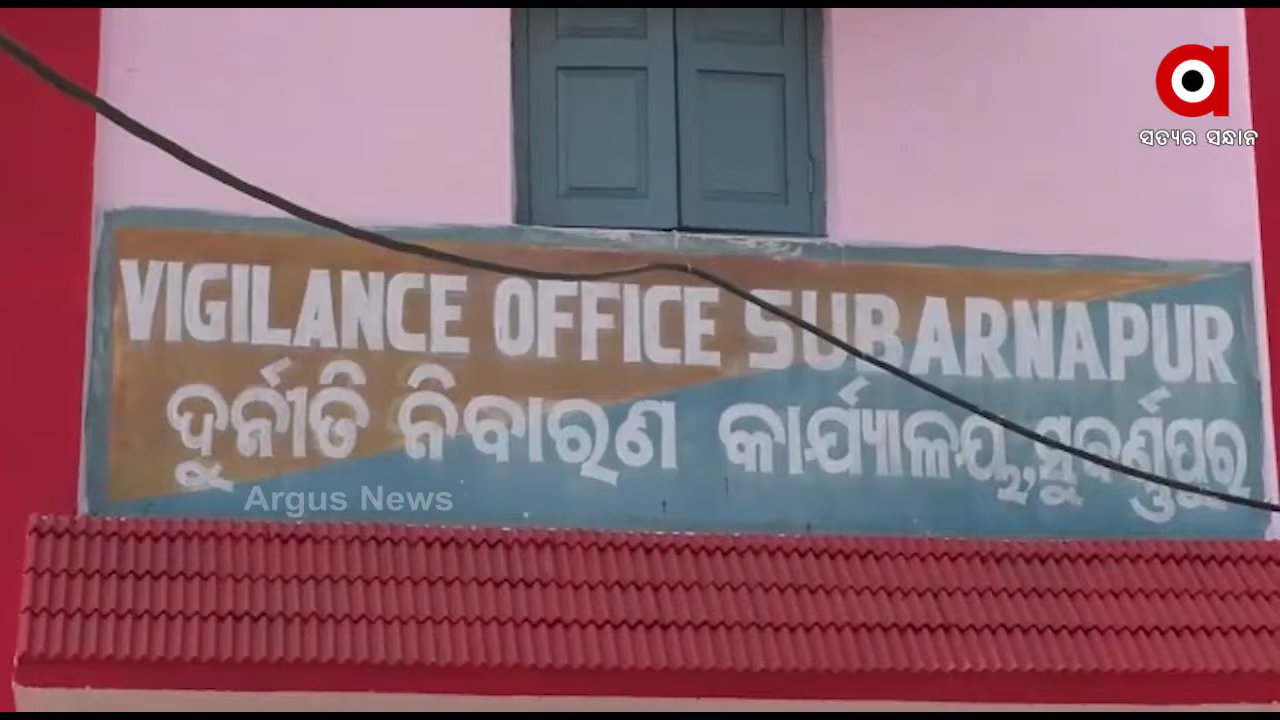 ସତ୍ୟର ସନ୍ଧାନ
VIGILANCE OFFICE SUBARNAPUR
ଦୁର୍ନୀତି ନିବାରଣ କାର୍ଯ୍ୟାଳୟ,ସୁବର୍ଣ୍ଣପୁର
Argus News